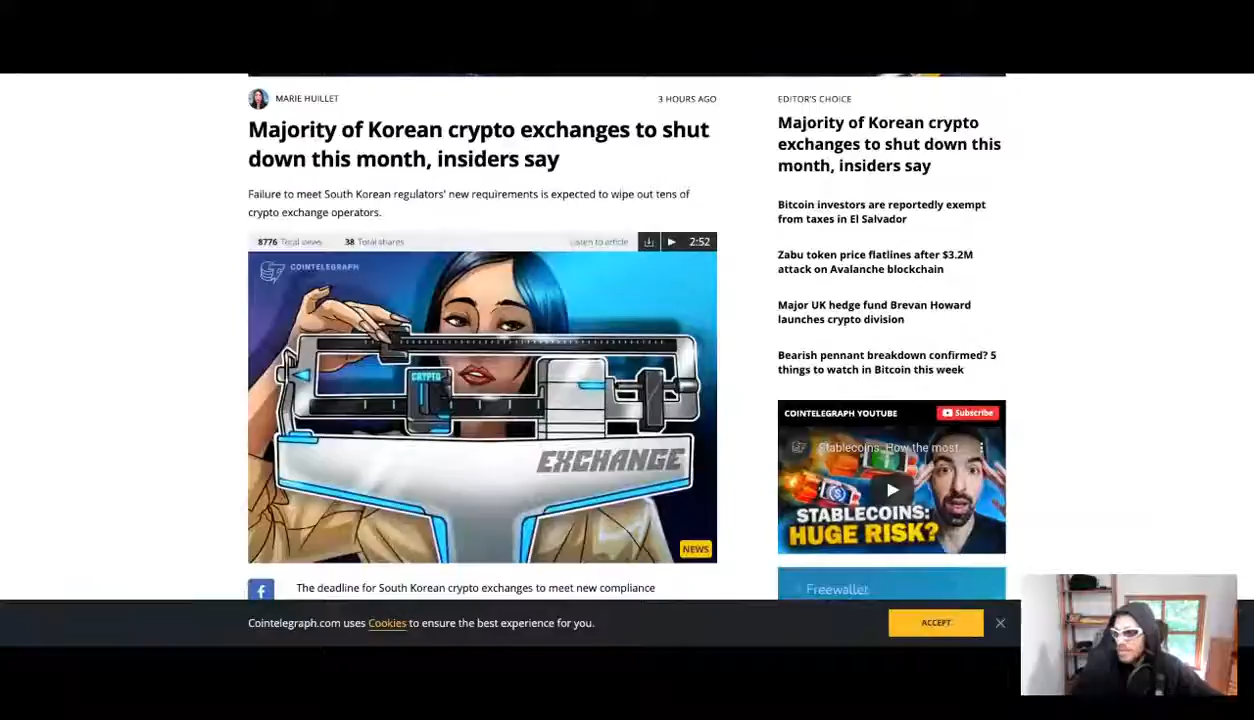 MARIE HUILLET
3 HOURS AGO
Majority of Korean crypto exchanges to shut
down this month, insiders say
Failure to meet South Korean regulators' new requirements is expected to wipe out tens of
crypto exchange operators.
8776 Total views
38 Total shares
Listen to article
2:52
COINTELEGRAPH
CRYPTO
EXCHANGE
NEWS
The deadline for South Korean crypto exchanges to meet new compliance
EDITOR'S CHOICE
Majority of Korean crypto
exchanges to shut down this
month, insiders say
Bitcoin investors are reportedly exempt
from taxes in El Salvador
Zabu token price flatlines after $3.2M
attack on Avalanche blockchain
Major UK hedge fund Brevan Howard
launches crypto division
Bearish pennant breakdown confirmed? 5
things to watch in Bitcoin this week
COINTELEGRAPH YOUTUBE
Subscribe
Stablecoins: How the most
STABLECOINS:
HUGE RISK?
Freewallet
Cointelegraph.com uses Cookies to ensure the best experience for you.
ACCEPT